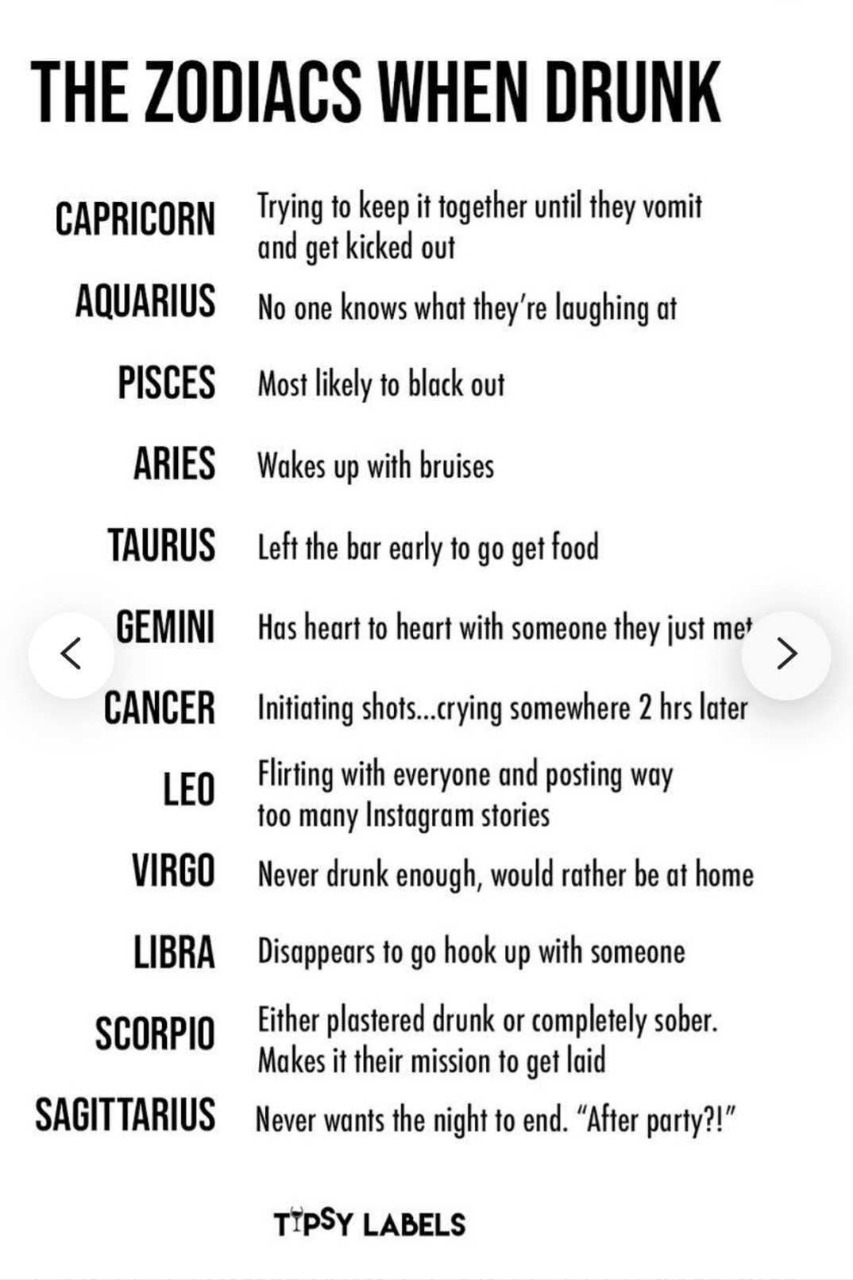 THE ZODIACS WHEN DRUNK
CAPRICORN Trying to keep it together until they vomit
and get kicked out
AQUARIUS No one knows what they’re laughing at
PISCES Most likely to black out
ARIES Wakes up with bruises
TAURUS Left the bar early to go get food
GEMINI Has heart to heart with someone they just met
CANCER Initiating shots...crying somewhere 2 hrs later
LEO Flirting with everyone and posting way
too many Instagram stories
VIRGO Never drunk enough, would rather be at home
LIBRA Disappears to go hook up with someone
SCORPIO Either plastered drunk or completely sober.
Makes it their mission to get laid
SAGITTARIUS Never wants the night to end. “After party?!”
TIPSY LABELS